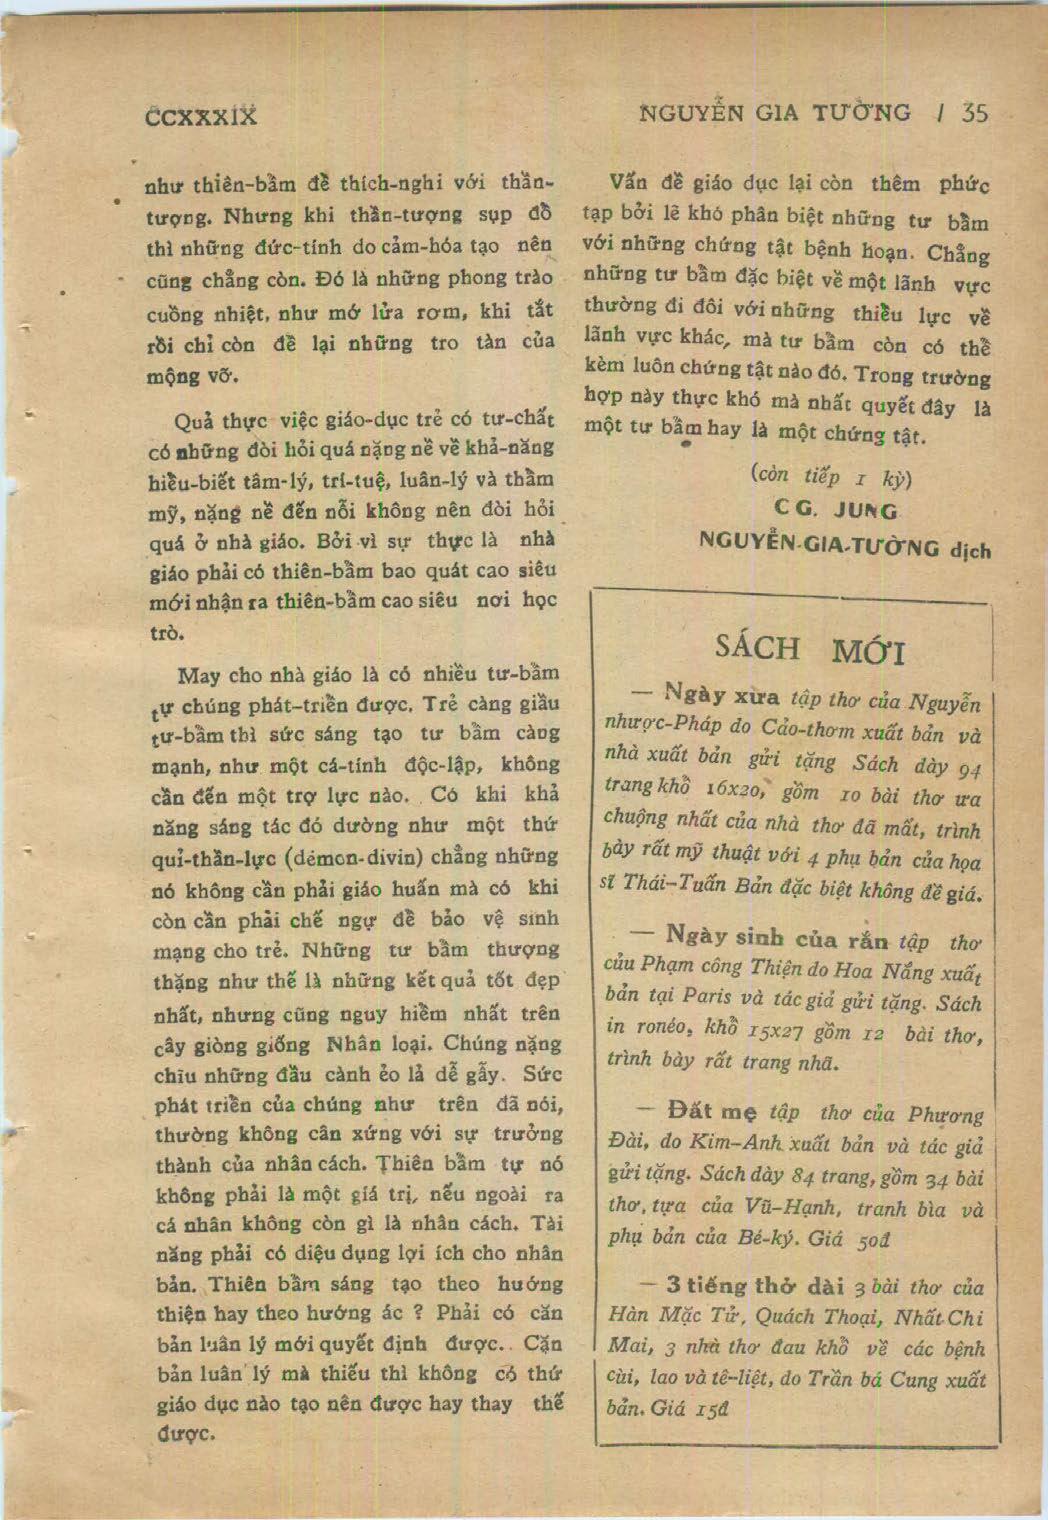 CCXXXIX
NGUYỄN GIA TƯỜNG / 35
như thiên-bẩm để thích-nghi với thần-
tượng. Nhưng khi thần-tượng sụp đổ
thì những đức-tính do cảm-hóa tạo nên
cũng chẳng còn. Đó là những phong trào
cuồng nhiệt, như mớ lửa rơm, khi tắt
rồi chỉ còn để lại những tro tàn của
mộng vỡ.
Quả thực việc giáo-dục trẻ có tư-chất
có những đòi hỏi quá nặng nề về khả-năng
hiểu-biết tâm-lý, trí-tuệ, luân-lý và thẩm
mỹ, nặng nề đến nỗi không nên đòi hỏi
quá ở nhà giáo. Bởi vì sự thực là nhà
giáo phải có thiên-bẩm bao quát cao siêu
mới nhận ra thiên-bẩm cao siêu nơi học
trò.
May cho nhà giáo là có nhiều tư-bẩm
tự chúng phát-triển được. Trẻ càng giầu
tư-bẩm thì sức sáng tạo tư bẩm càng
mạnh, như một cá-tính độc-lập, không
cần đến một trợ lực nào. Có khi khả
năng sáng tác đó dường như một thứ
quỉ-thần-lực (démon-divin) chẳng những
nó không cần phải giáo huấn mà có khi
còn cần phải chế ngự để bảo vệ sinh
mạng cho trẻ. Những tư bẩm thượng
thặng như thế là những kết quả tốt đẹp
nhất, nhưng cũng nguy hiểm nhất trên
cây giòng giống Nhân loại. Chúng nặng
chĩu những đầu cành ẻo lả dễ gẫy. Sức
phát triển của chúng như trên đã nói,
thường không cân xứng với sự trưởng
thành của nhân cách. Thiên bẩm tự nó
không phải là một giá trị, nếu ngoài ra
cá nhân không còn gì là nhân cách. Tài
năng phải có diệu dụng lợi ích cho nhân
bản. Thiên bẩm sáng tạo theo hướng
thiện hay theo hướng ác ? Phải có căn
bản luân lý mới quyết định được. Căn
bản luân lý mà thiếu thì không có thứ
giáo dục nào tạo nên được hay thay thế
được.
Vấn đề giáo dục lại còn thêm phức
tạp bởi lẽ khó phân biệt những tư bẩm
với những chứng tật bệnh hoạn. Chẳng
những tư bẩm đặc biệt về một lãnh vực
thường đi đôi với những thiểu lực về
lãnh vực khác, mà tư bẩm còn có thể
kèm luôn chứng tật nào đó. Trong trường
hợp này thực khó mà nhất quyết đây là
một tư bẩm hay là một chứng tật.
(còn tiếp 1 kỳ)
C G. JUNG
NGUYỄN-GIA-TƯỜNG dịch
SÁCH MỚI
— Ngày xừa tập thơ của Nguyễn
nhược-Pháp do Cảo-thơm xuất bản và
nhà xuất bản gửi tặng Sách dày 94
trang khổ 16x20, gồm 10 bài thơ ưa
chuộng nhất của nhà thơ đã mất, trình
bày rất mỹ thuật với 4 phụ bản của họa
sĩ Thái-Tuấn Bản đặc biệt không đề giá.
— Ngày sinh của rắn tập thơ
củu Phạm công Thiện do Hoa Nắng xuất
bản tại Paris và tác giả gửi tặng. Sách
in ronéo, khổ 15x27 gồm 12 bài thơ,
trình bày rất trang nhã.
— Đất mẹ tập thơ của Phương
Đài, do Kim-Anh xuất bản và tác giả
gửi tặng. Sách dày 84 trang, gồm 34 bài
thơ, tựa của Vũ-Hạnh, tranh bìa và
phụ bản của Bé-ký. Giá 50đ
— 3 tiếng thở dài 3 bài thơ của
Hàn Mặc Tử, Quách Thoại, Nhất Chi
Mai, 3 nhà thơ đau khổ về các bệnh
cùi, lao và tê-liệt, do Trần bá Cung xuất
bản. Giá 15đ